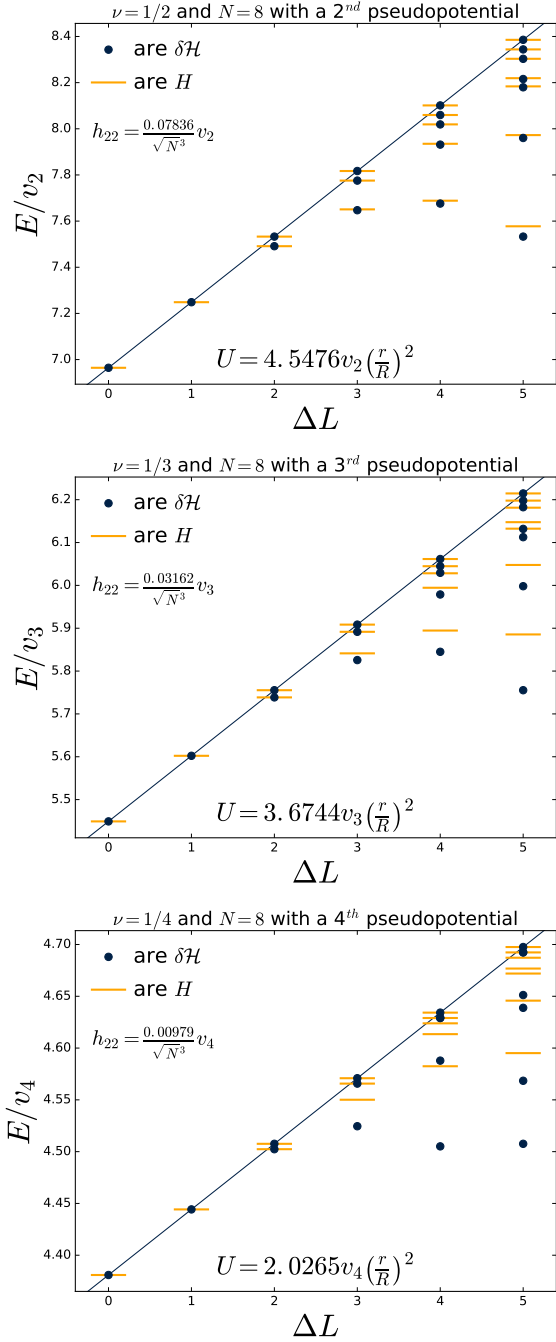 ν=1/2 and N=8 with a 2nd pseudopotential
8.4
8.2
8.0
7.8
7.6
7.4
7.2
7.0
E/v2
are δℋ
are H
h22 = 0.07836/√N³ v2
U = 4.5476v2(r/R)²
0 1 2 3 4 5
ΔL
ν=1/3 and N=8 with a 3rd pseudopotential
6.2
6.1
6.0
5.9
5.8
5.7
5.6
5.5
E/v3
are δℋ
are H
h22 = 0.03162/√N³ v3
U = 3.6744v3(r/R)²
0 1 2 3 4 5
ΔL
ν=1/4 and N=8 with a 4th pseudopotential
4.70
4.65
4.60
4.55
4.50
4.45
4.40
E/v4
are δℋ
are H
h22 = 0.00979/√N³ v4
U = 2.0265v4(r/R)²
0 1 2 3 4 5
ΔL